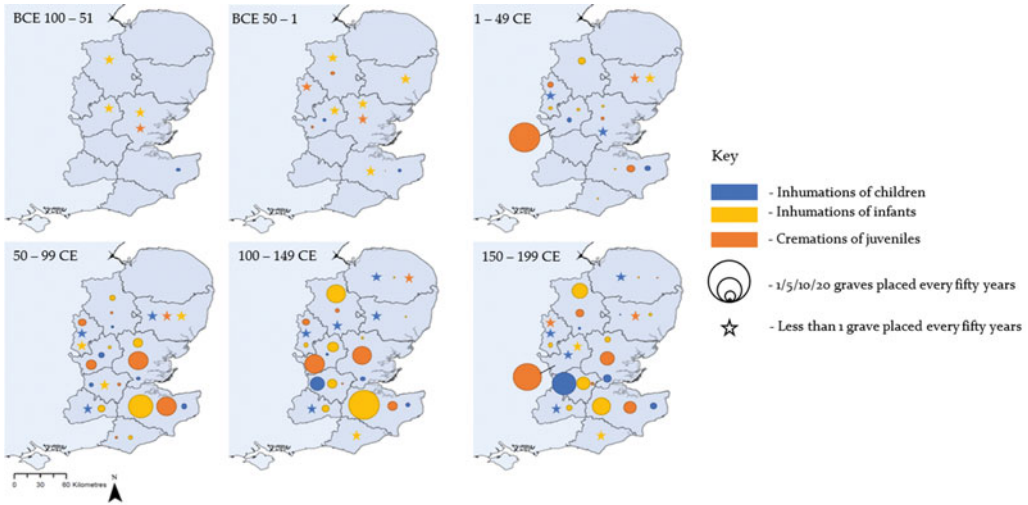 BCE 100 – 51
BCE 50 – 1
1 – 49 CE
50 – 99 CE
100 – 149 CE
150 – 199 CE
0 30 60 Kilometres
N
Key
- Inhumations of children
- Inhumations of infants
- Cremations of juveniles
- 1/5/10/20 graves placed every fifty years
- Less than 1 grave placed every fifty years